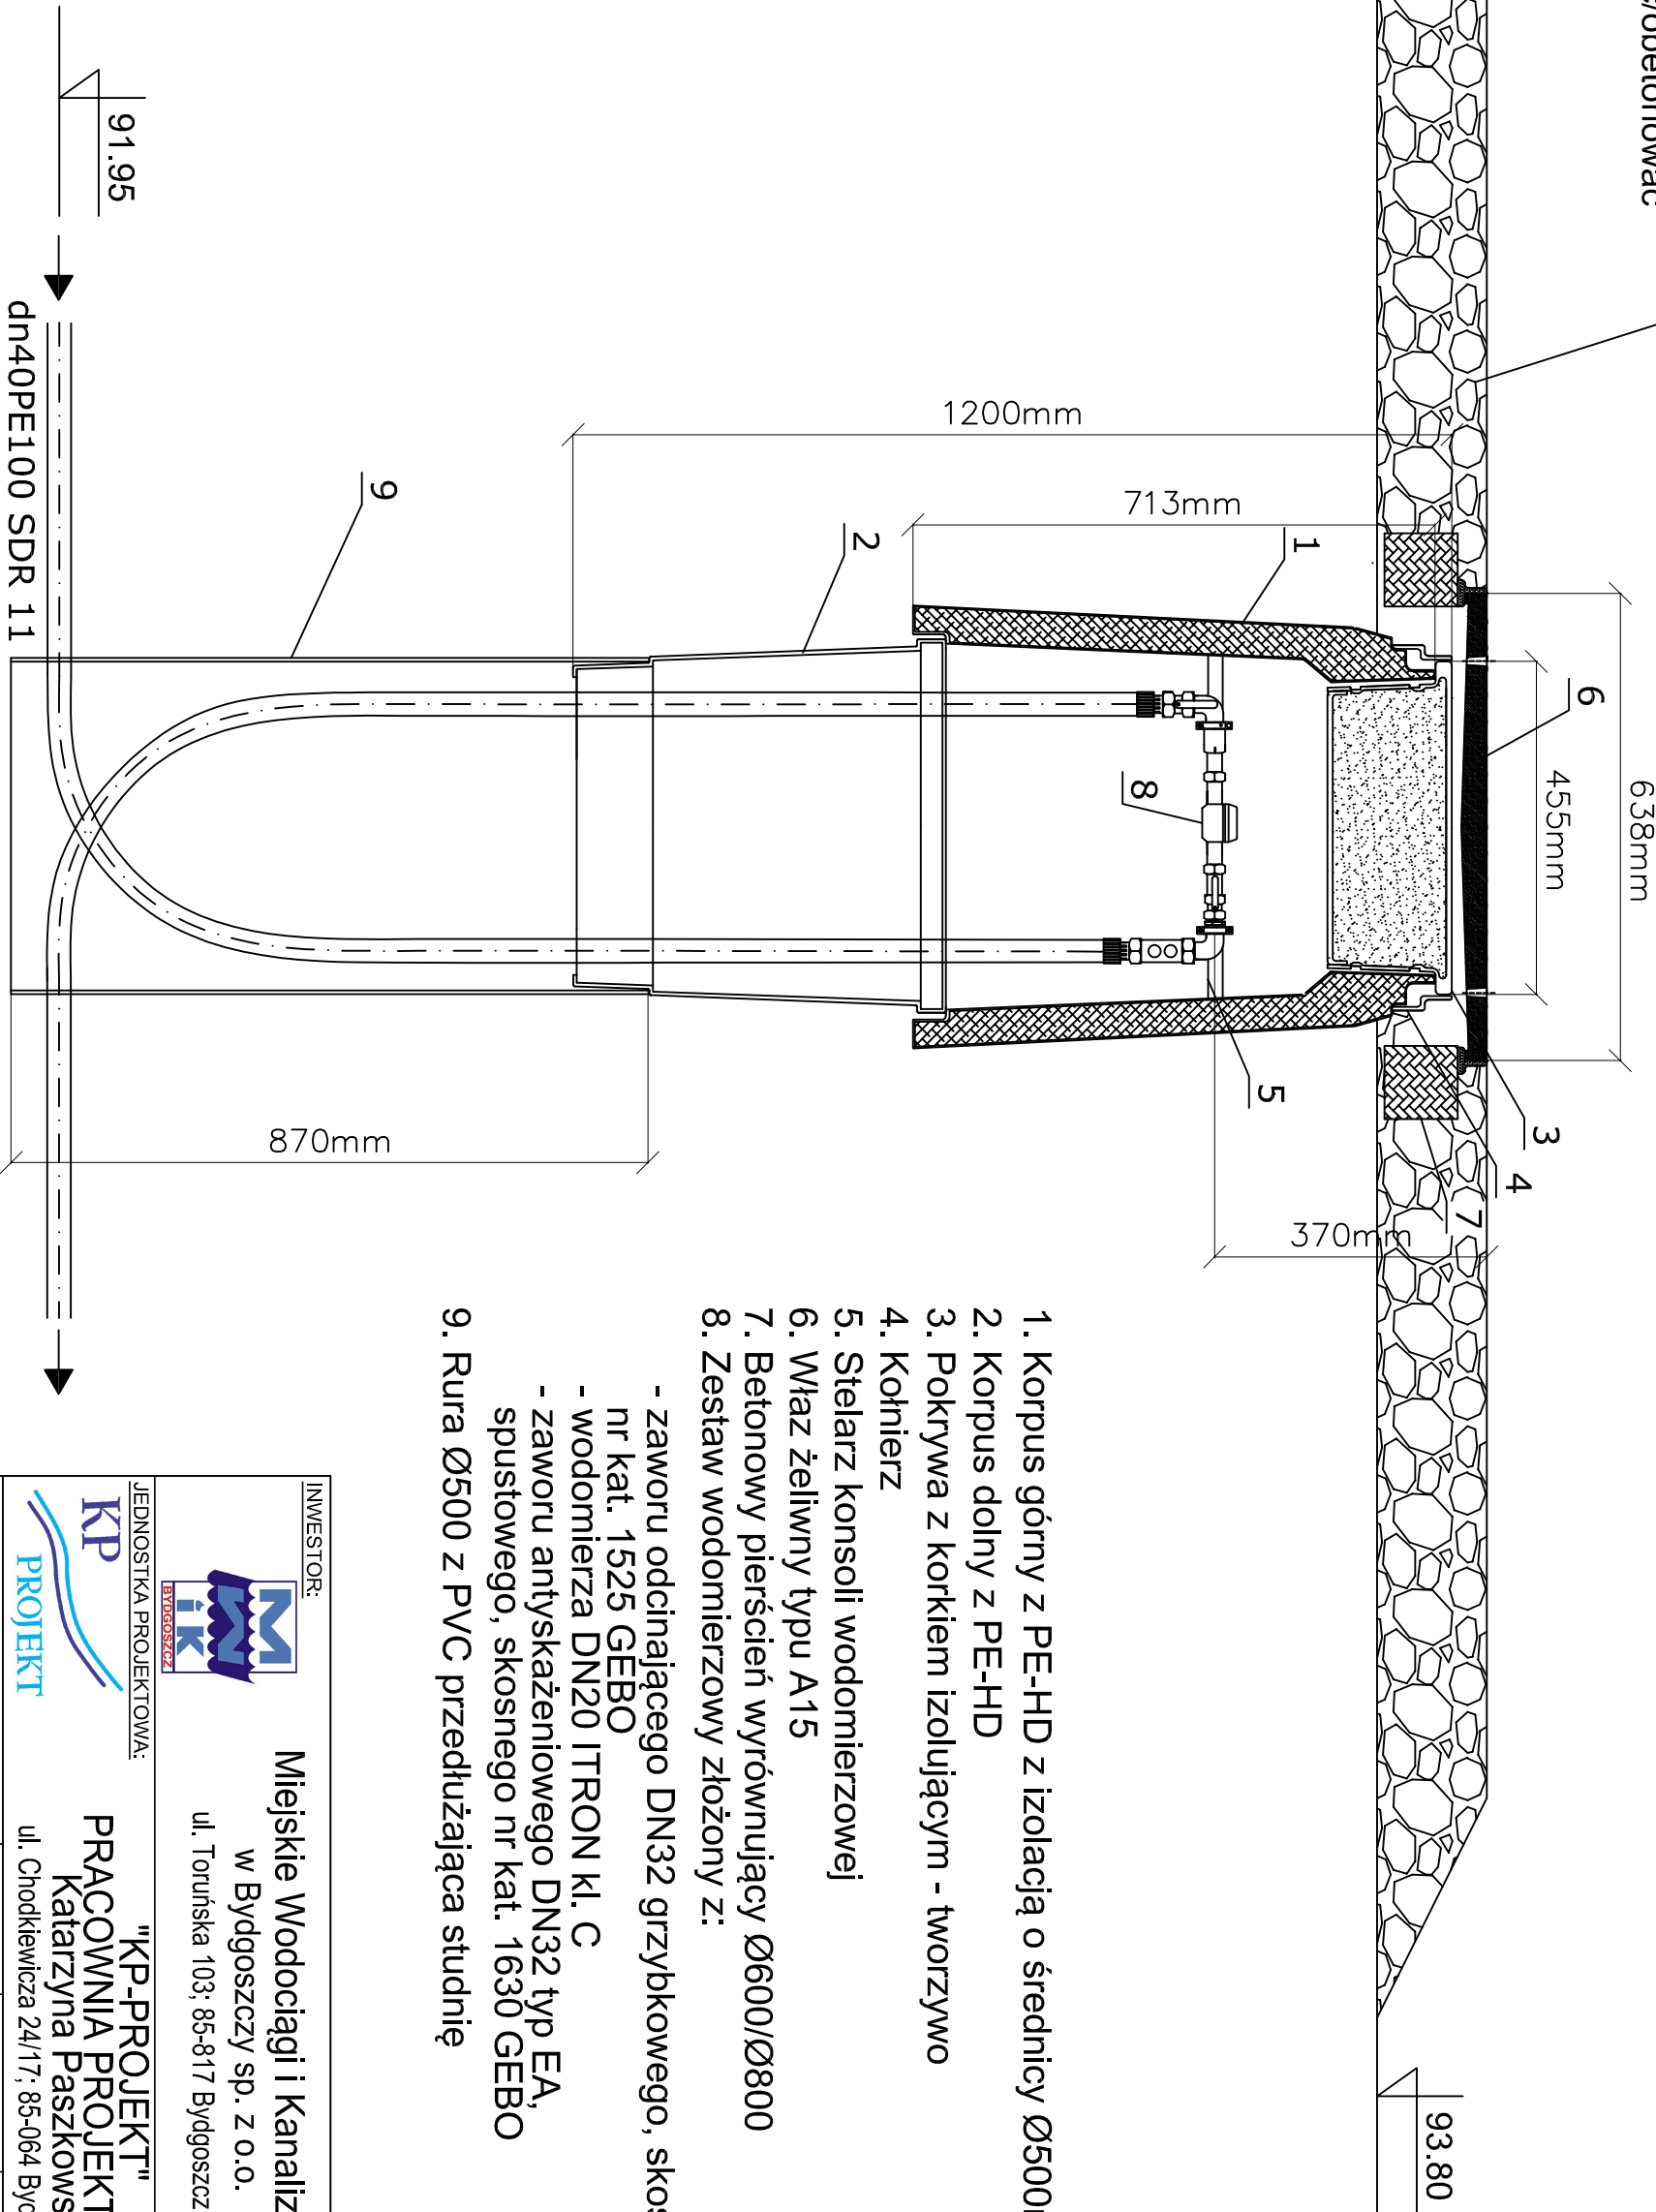 638mm
455mm
6
93.80
3
4
7
370mm
713mm
1
1200mm
5
8
2
9
870mm
91.95
dn40PE100 SDR 11
1. Korpus górny z PE-HD z izolacją o średnicy Ø500
2. Korpus dolny z PE-HD
3. Pokrywa z korkiem izolującym - tworzywo
4. Kołnierz
5. Stelarz konsoli wodomierzowej
6. Właz żeliwny typu A15
7. Betonowy pierścień wyrównujący Ø600/Ø800
8. Zestaw wodomierzowy złożony z:
- zaworu odcinającego DN32 grzybkowego,
nr kat. 1525 GEBO
- wodomierza DN20 ITRON kl. C
- zaworu antyskażeniowego DN32 typ EA,
spustowego, skosnego nr kat. 1630 GEBO
9. Rura Ø500 z PVC przedłużająca studnię
INWESTOR:
M
W
iK
BYDGOSZCZ
Miejskie Wodociągi i
w Bydgoszczy sp. z o.o.
ul. Toruńska 103; 85-817 Bydgoszcz
JEDNOSTKA PROJEKTOWA:
KP
PROJEKT
"KP-PROJEKT"
PRACOWNIA
Katarzyna
ul. Chodkiewicza 24/17; 85-064